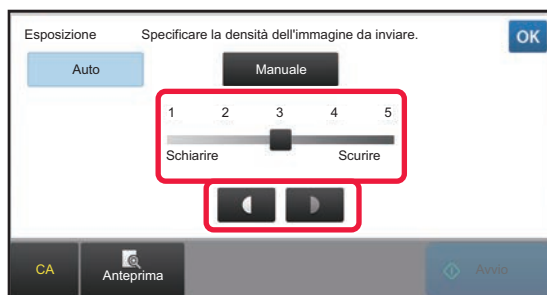 Esposizione Specificare la densità dell'immagine da inviare. OK
Auto Manuale
1 2 3 4 5
Schiarire Scurire
CA Anteprima Avvio